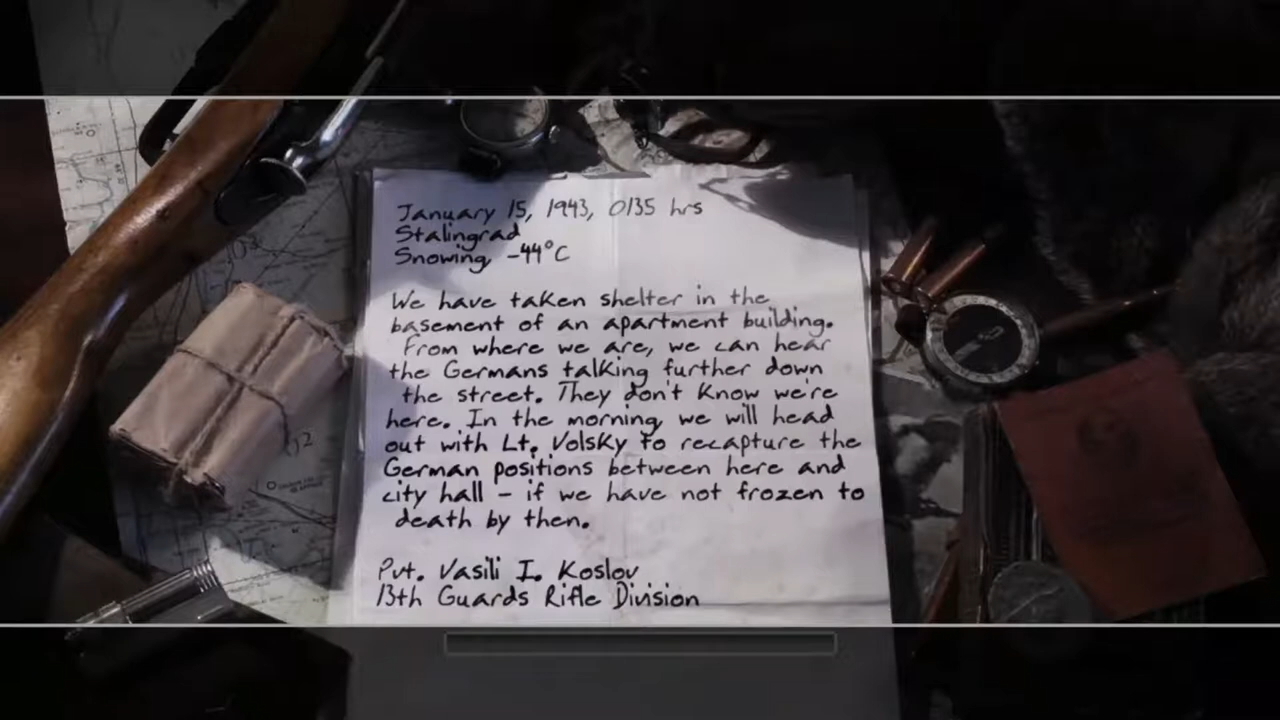 January 15, 1943, 0135 hrs
Stalingrad
Snowing, -44°C
We have taken shelter in the
basement of an apartment building.
From where we are, we can hear
the Germans talking further down
the street. They don't know we're
here. In the morning, we will head
out with Lt. Volsky to recapture the
German positions between here and
city hall – if we have not frozen to
death by then.
Pvt. Vasili I. Koslov
13th Guards Rifle Division